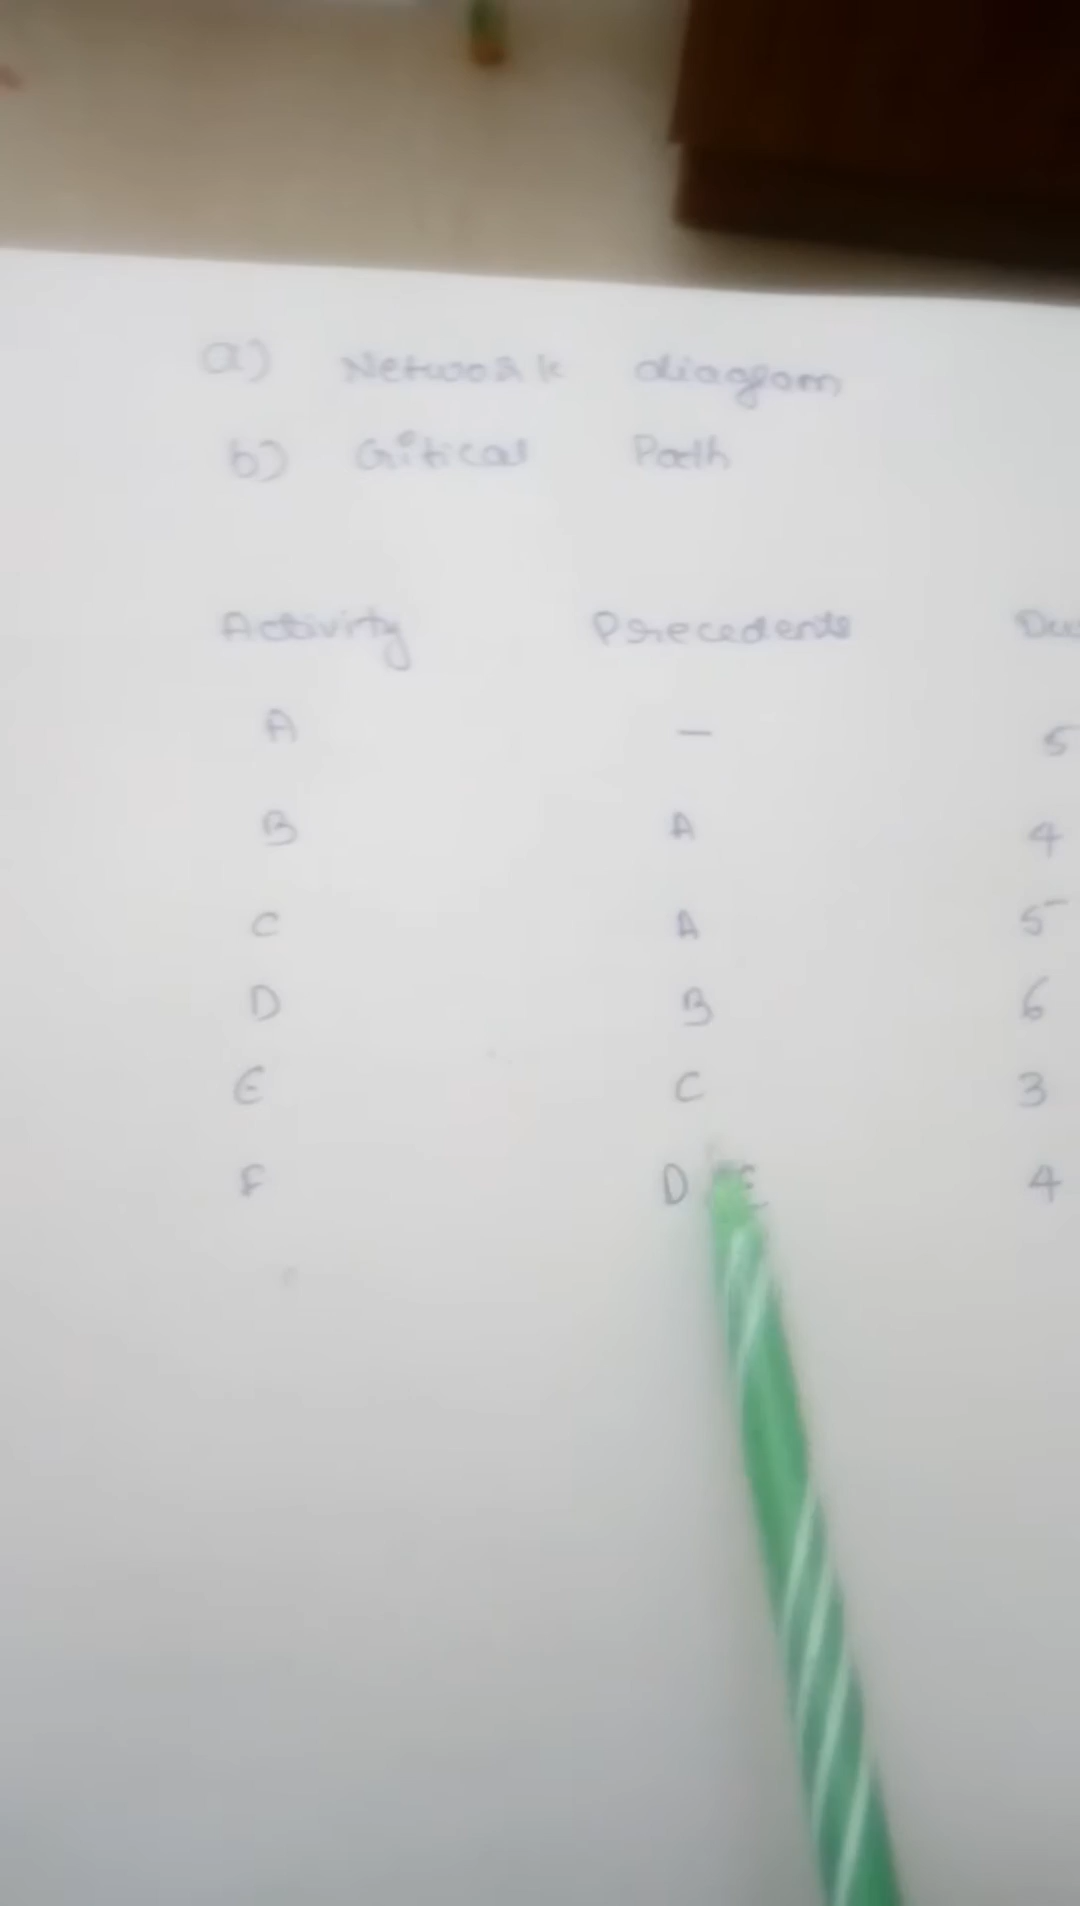 a) Network diagram
b) Critical Path
Activity Precedents
A - 5
B A 4
C A 5
D B 6
E C 3
F D 4